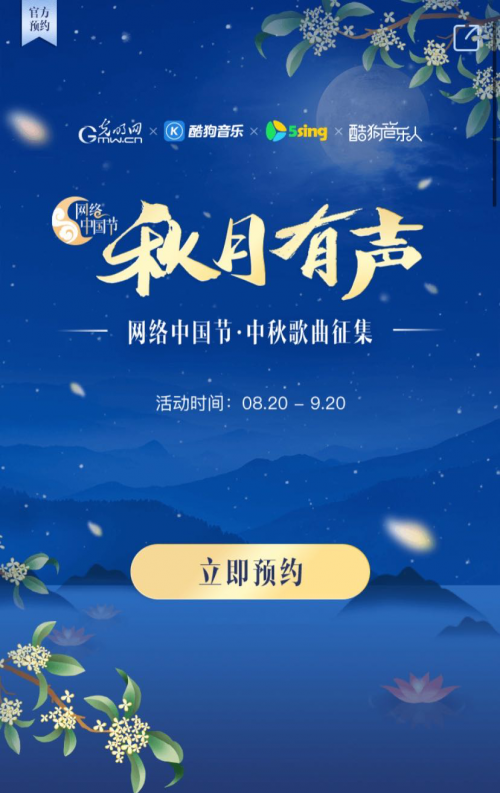 官方
预约
光明网 Gmw.cn × K 酷狗音乐 × 5sing × 酷狗音乐人
网络
中国节
秋月有声
网络中国节·中秋歌曲征集
活动时间：08.20 – 9.20
立即预约